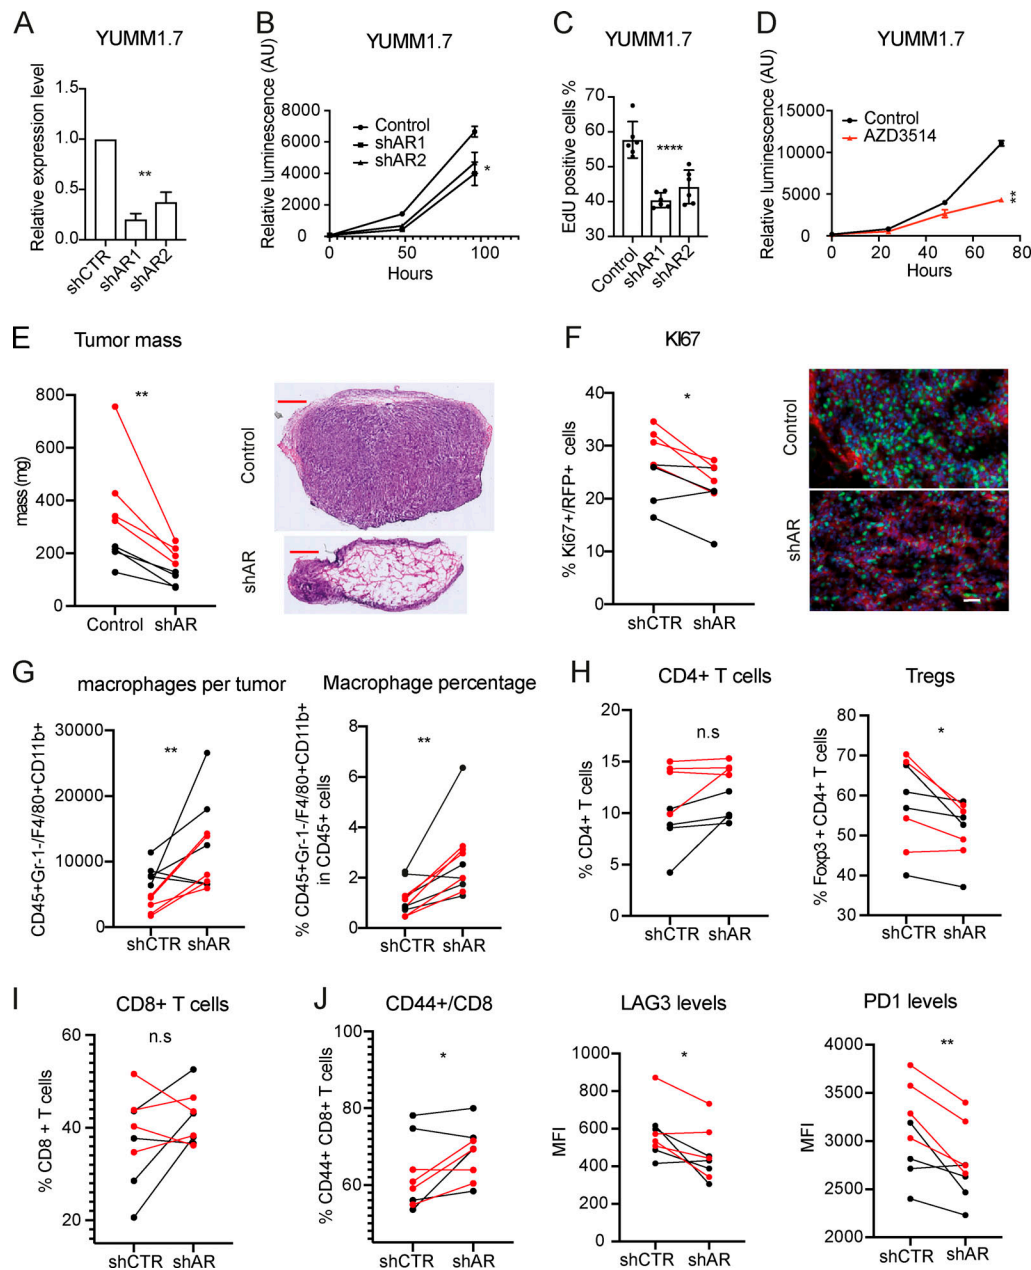 A
YUMM1.7
Relative expression level
1.5
1.0
0.5
0.0
**
shCTR
shAR1
shAR2
B
YUMM1.7
Relative luminescence (AU)
8000
6000
4000
2000
0
Control
shAR1
shAR2
*
0 50 100
Hours
C
YUMM1.7
EdU positive cells %
70
60
50
40
30
****
Control
shAR1
shAR2
D
YUMM1.7
Relative luminescence (AU)
15000
10000
5000
0
Control
AZD3514
**
0 20 40 60 80
Hours
E
Tumor mass
mass (mg)
800
600
400
200
0
**
Control shAR
Control
shAR
F
KI67
% Ki67+/RFP+ cells
40
30
20
10
0
*
shCTR shAR
Control
shAR
G
macrophages per tumor
CD45+Gr-1-/F4/80+CD11b+
30000
20000
10000
0
**
shCTR shAR
Macrophage percentage
% CD45+Gr-1-/F4/80+CD11b+
in CD45+ cells
8
6
4
2
0
**
shCTR shAR
H
CD4+ T cells
% CD4+ T cells
20
15
10
5
0
n.s
shCTR shAR
Tregs
% Foxp3 + CD4+ T cells
80
70
60
50
40
30
*
shCTR shAR
I
CD8+ T cells
% CD8 + T cells
60
40
20
n.s
shCTR shAR
J
CD44+/CD8
% CD44+ CD8+ T cells
100
80
60
*
shCTR shAR
LAG3 levels
MFI
1000
800
600
400
200
0
*
shCTR shAR
PD1 levels
MFI
4000
3500
3000
2500
2000
**
shCTR shAR